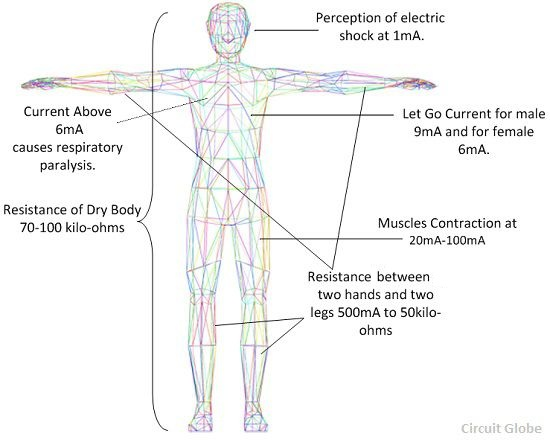 Perception of electric
shock at 1mA.
Current Above
6mA
causes respiratory
paralysis.
Let Go Current for male
9mA and for female
6mA.
Resistance of Dry Body
70-100 kilo-ohms
Muscles Contraction at
20mA-100mA
Resistance between
two hands and two
legs 500mA to 50kilo-
ohms
Circuit Globe